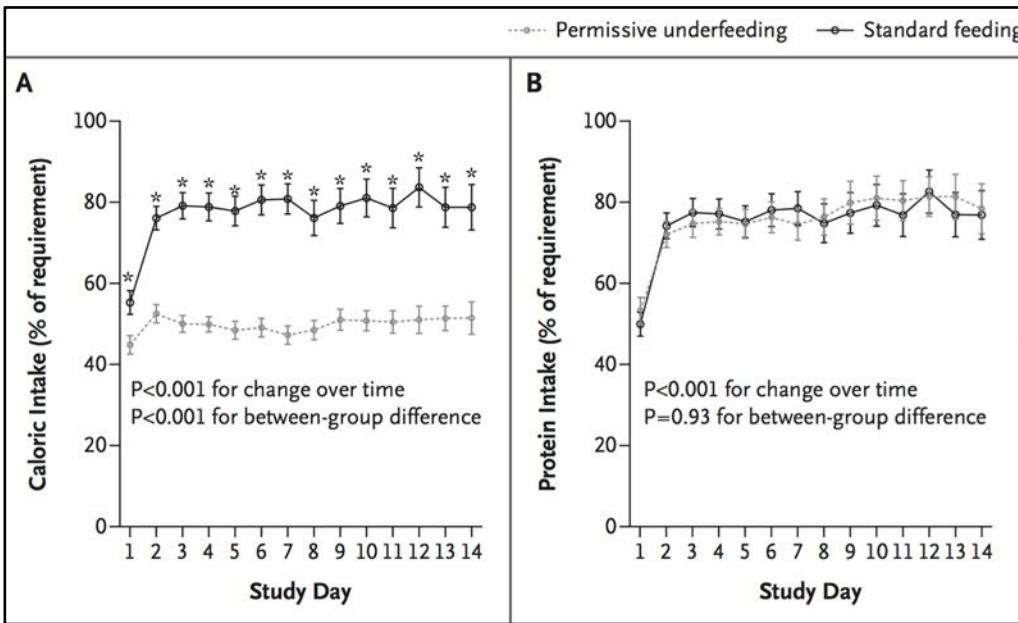 Permissive underfeeding
Standard feeding
A
100
80
60
40
20
0
Caloric Intake (% of requirement)
☆ ☆ ☆ ☆ ☆ ☆ ☆ ☆ ☆ ☆ ☆ ☆ ☆ ☆
P<0.001 for change over time
P<0.001 for between-group difference
1 2 3 4 5 6 7 8 9 10 11 12 13 14
Study Day
B
100
80
60
40
20
0
Protein Intake (% of requirement)
P<0.001 for change over time
P=0.93 for between-group difference
1 2 3 4 5 6 7 8 9 10 11 12 13 14
Study Day